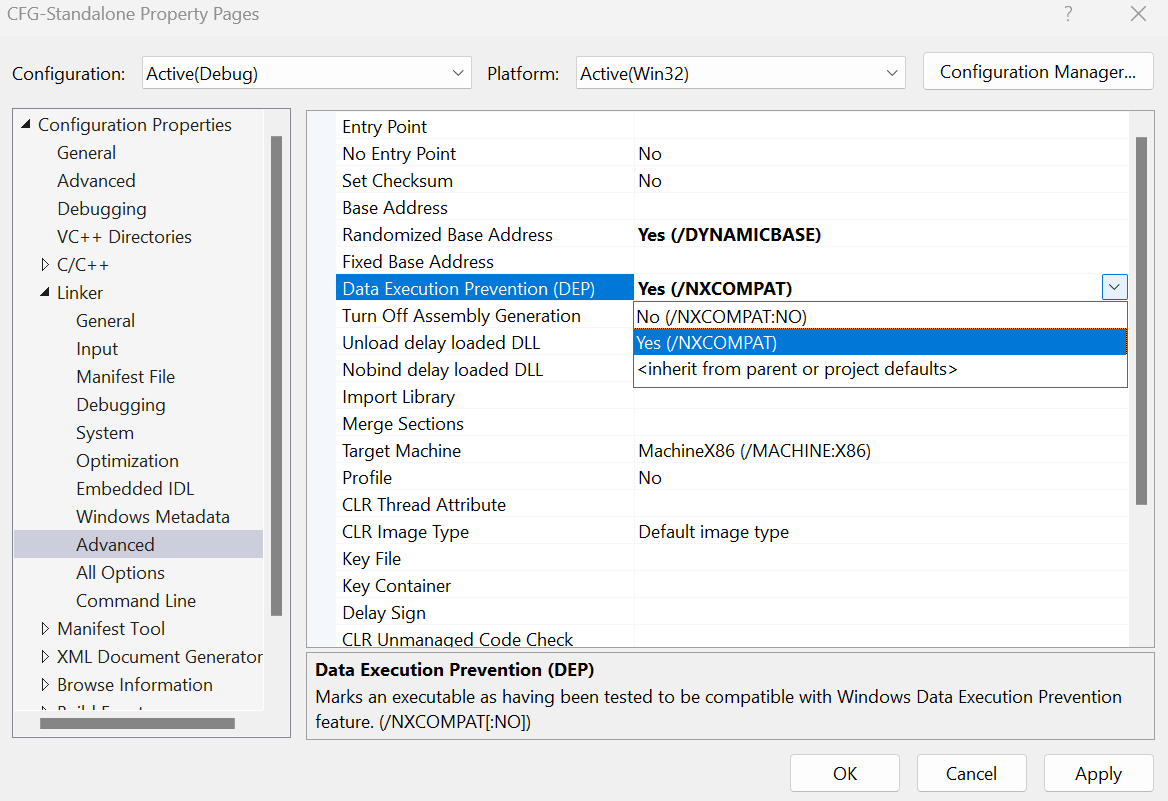 CFG-Standalone Property Pages
?
Configuration: Active(Debug) Platform: Active(Win32) Configuration Manager...
Configuration Properties
General
Advanced
Debugging
VC++ Directories
C/C++
Linker
General
Input
Manifest File
Debugging
System
Optimization
Embedded IDL
Windows Metadata
Advanced
All Options
Command Line
Manifest Tool
XML Document Generator
Browse Information
Entry Point
No Entry Point No
Set Checksum No
Base Address
Randomized Base Address Yes (/DYNAMICBASE)
Fixed Base Address
Data Execution Prevention (DEP) Yes (/NXCOMPAT)
Turn Off Assembly Generation No (/NXCOMPAT:NO)
Unload delay loaded DLL Yes (/NXCOMPAT)
Nobind delay loaded DLL <inherit from parent or project defaults>
Import Library
Merge Sections
Target Machine MachineX86 (/MACHINE:X86)
Profile No
CLR Thread Attribute
CLR Image Type Default image type
Key File
Key Container
Delay Sign
CLR Unmanaged Code Check
Data Execution Prevention (DEP)
Marks an executable as having been tested to be compatible with Windows Data Execution Prevention
feature. (/NXCOMPAT[:NO])
OK Cancel Apply